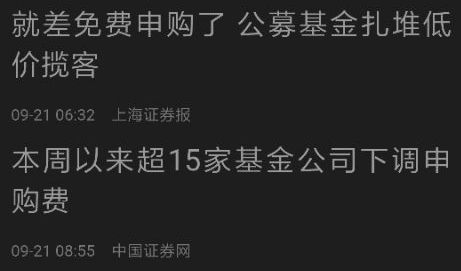 就差免费申购了 公募基金扎堆低
价揽客
09-21 06:32 上海证券报
本周以来超15家基金公司下调申
购费
09-21 08:55 中国证券网